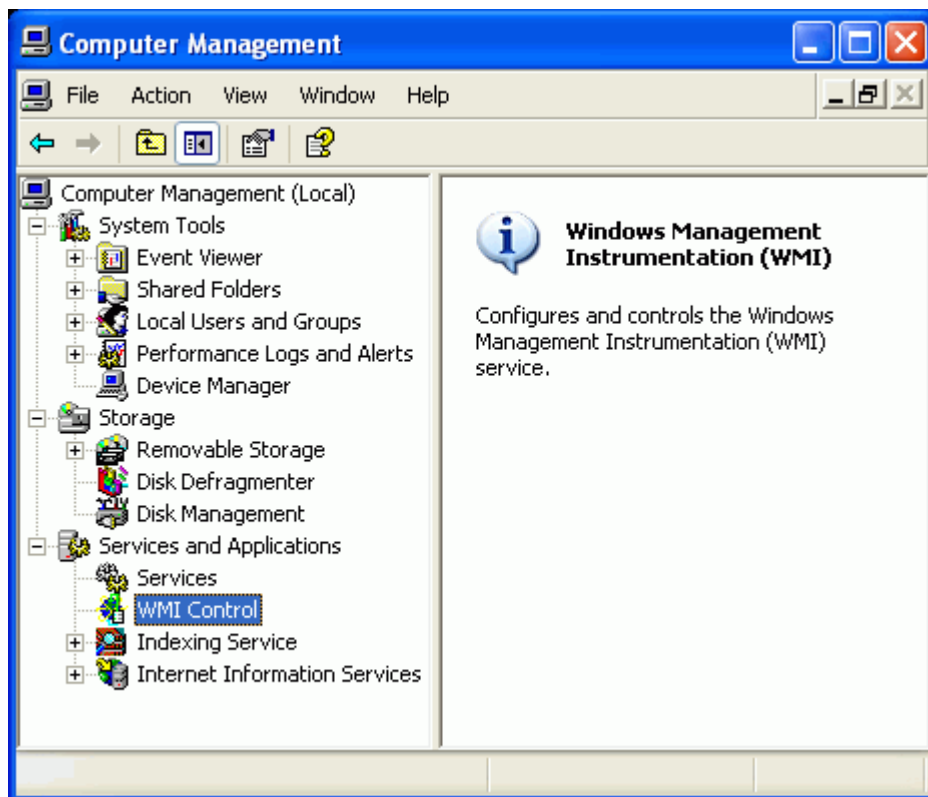 Computer Management
File Action View Window Help
Computer Management (Local)
System Tools
Event Viewer
Shared Folders
Local Users and Groups
Performance Logs and Alerts
Device Manager
Storage
Removable Storage
Disk Defragmenter
Disk Management
Services and Applications
Services
WMI Control
Indexing Service
Internet Information Services
Windows Management
Instrumentation (WMI)
Configures and controls the Windows
Management Instrumentation (WMI)
service.